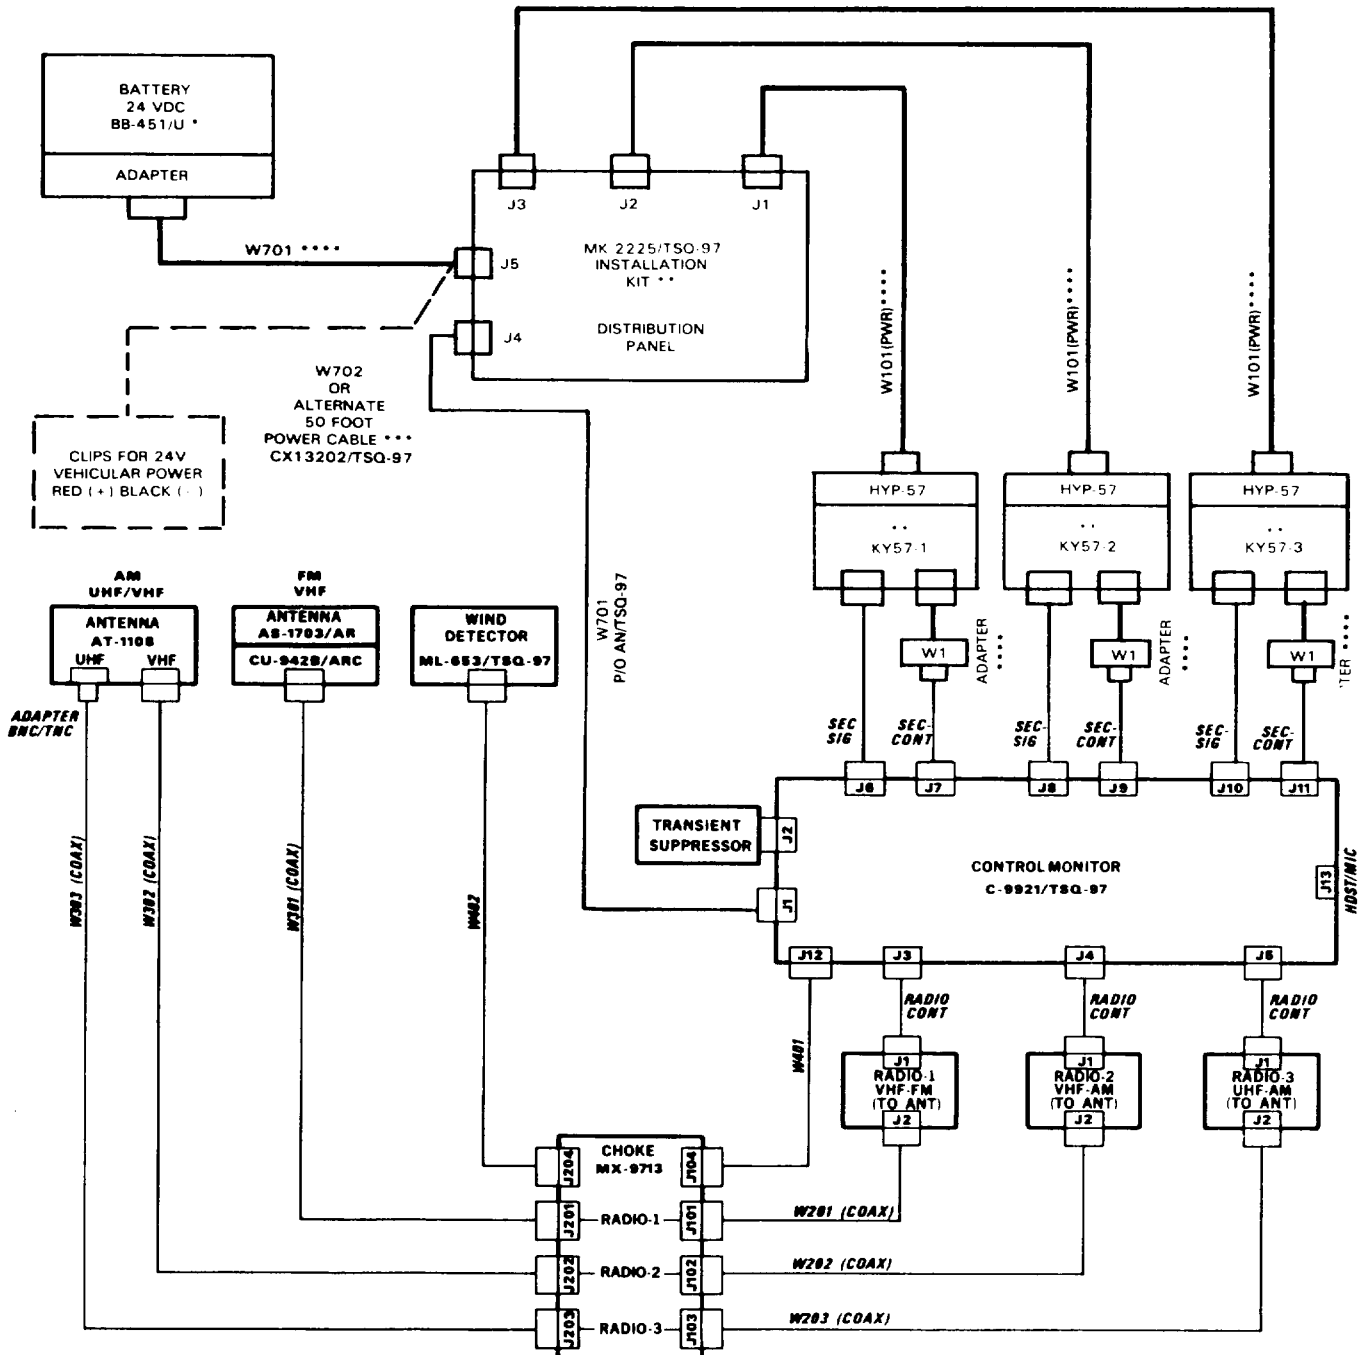 BATTERY
24 VDC
BB-451/U *
ADAPTER
J3
J2
J1
W701 ****
J5
MK 2225/TSQ-97
INSTALLATION
KIT **
J4
DISTRIBUTION
PANEL
W702
OR
ALTERNATE
50 FOOT
POWER CABLE ***
CX13202/TSQ-97
CLIPS FOR 24V
VEHICULAR POWER
RED (+) BLACK (-)
W101(PWR)****
W101(PWR)****
W101(PWR)****
HYP-57
**
KY57-1
HYP-57
**
KY57-2
HYP-57
**
KY57-3
W701
P/O AN/TSQ-97
W1
ADAPTER
****
W1
ADAPTER
****
W1
TER ****
AM
UHF/VHF
ANTENNA
AT-1108
UHF
VHF
FM
VHF
ANTENNA
AS-1703/AR
CU-942B/ARC
WIND
DETECTOR
ML-653/TSQ-97
ADAPTER
BNC/TNC
SEC
SIG
SEC-
CONT
SEC-
SIG
SEC-
CONT
SEC-
SIG
SEC-
CONT
J6
J7
J8
J9
J10
J11
TRANSIENT
SUPPRESSOR
J2
CONTROL MONITOR
C-9921/TSQ-97
J13
HDST/MIC
J1
W303 (COAX)
W302 (COAX)
W301 (COAX)
W402
J12
J3
J4
J5
W401
RADIO
CONT
RADIO
CONT
RADIO
CONT
J1
RADIO-1
VHF-FM
(TO ANT)
J2
J1
RADIO-2
VHF-AM
(TO ANT)
J2
J1
RADIO-3
UHF-AM
(TO ANT)
J2
CHOKE
MX-9713
J204
J104
J201
RADIO-1
J101
W201 (COAX)
J202
RADIO-2
J102
W202 (COAX)
J203
RADIO-3
J103
W203 (COAX)